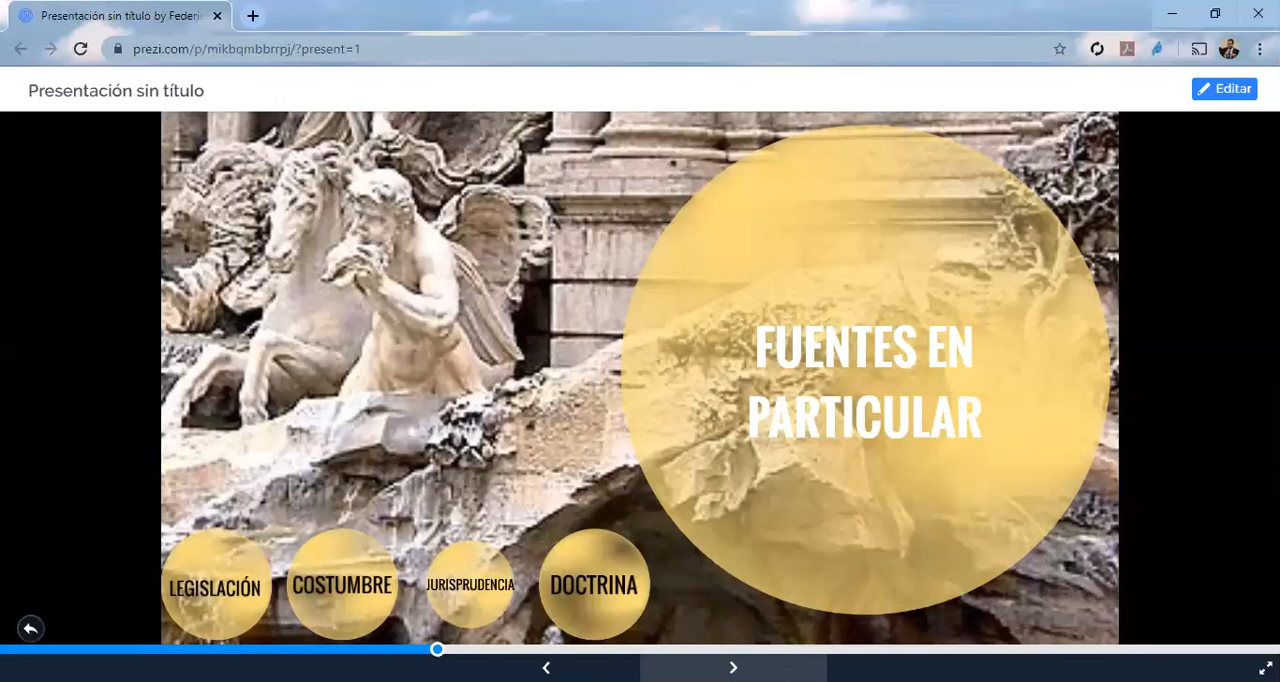 Presentación sin título by Federic
prezi.com/p/mikbqmbbrrpj/?present=1
Presentación sin título
Editar
FUENTES EN
PARTICULAR
LEGISLACIÓN
COSTUMBRE
JURISPRUDENCIA
DOCTRINA